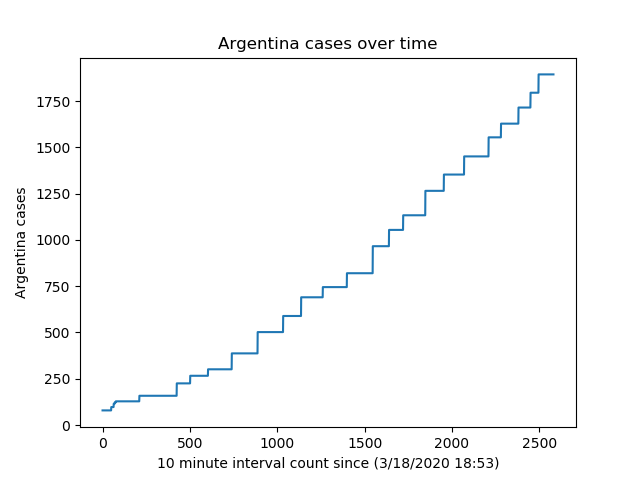 Argentina cases over time
Argentina cases
1750
1500
1250
1000
750
500
250
0
0 500 1000 1500 2000 2500
10 minute interval count since (3/18/2020 18:53)